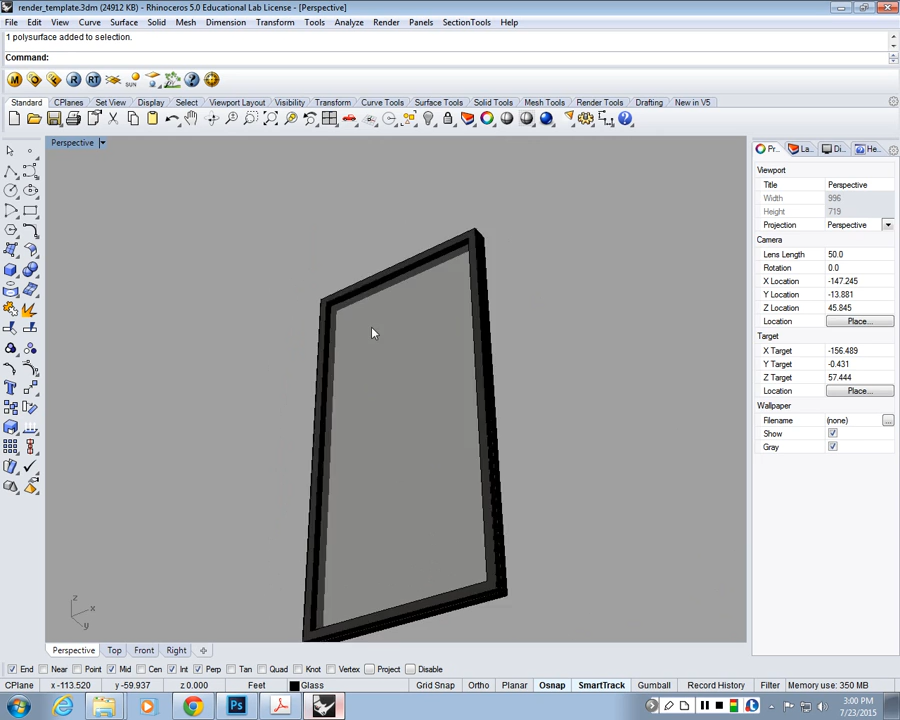 render_template.3dm (24912 KB) - Rhinoceros 5.0 Educational Lab License - [Perspective]
File Edit View Curve Surface Solid Mesh Dimension Transform Tools Analyze Render Panels SectionTools Help
1 polysurface added to selection.
Command:
Standard CPlanes Set View Display Select Viewport Layout Visibility Transform Curve Tools Surface Tools Solid Tools Mesh Tools Render Tools Drafting New in V5
Perspective
Pr... La... Di... He...
Viewport
Title Perspective
Width 996
Height 719
Projection Perspective
Camera
Lens Length 50.0
Rotation 0.0
X Location -147.245
Y Location -13.881
Z Location 45.845
Location Place...
Target
X Target -156.489
Y Target -0.431
Z Target 57.444
Location Place...
Wallpaper
Filename (none) ...
Show
Gray
z
x
y
Perspective Top Front Right
End Near Point Mid Cen Int Perp Tan Quad Knot Vertex Project Disable
CPlane x -113.520 y -59.937 z 0.000 Feet Glass Grid Snap Ortho Planar Osnap SmartTrack Gumball Record History Filter Memory use: 350 MB
3:00 PM
7/23/2015